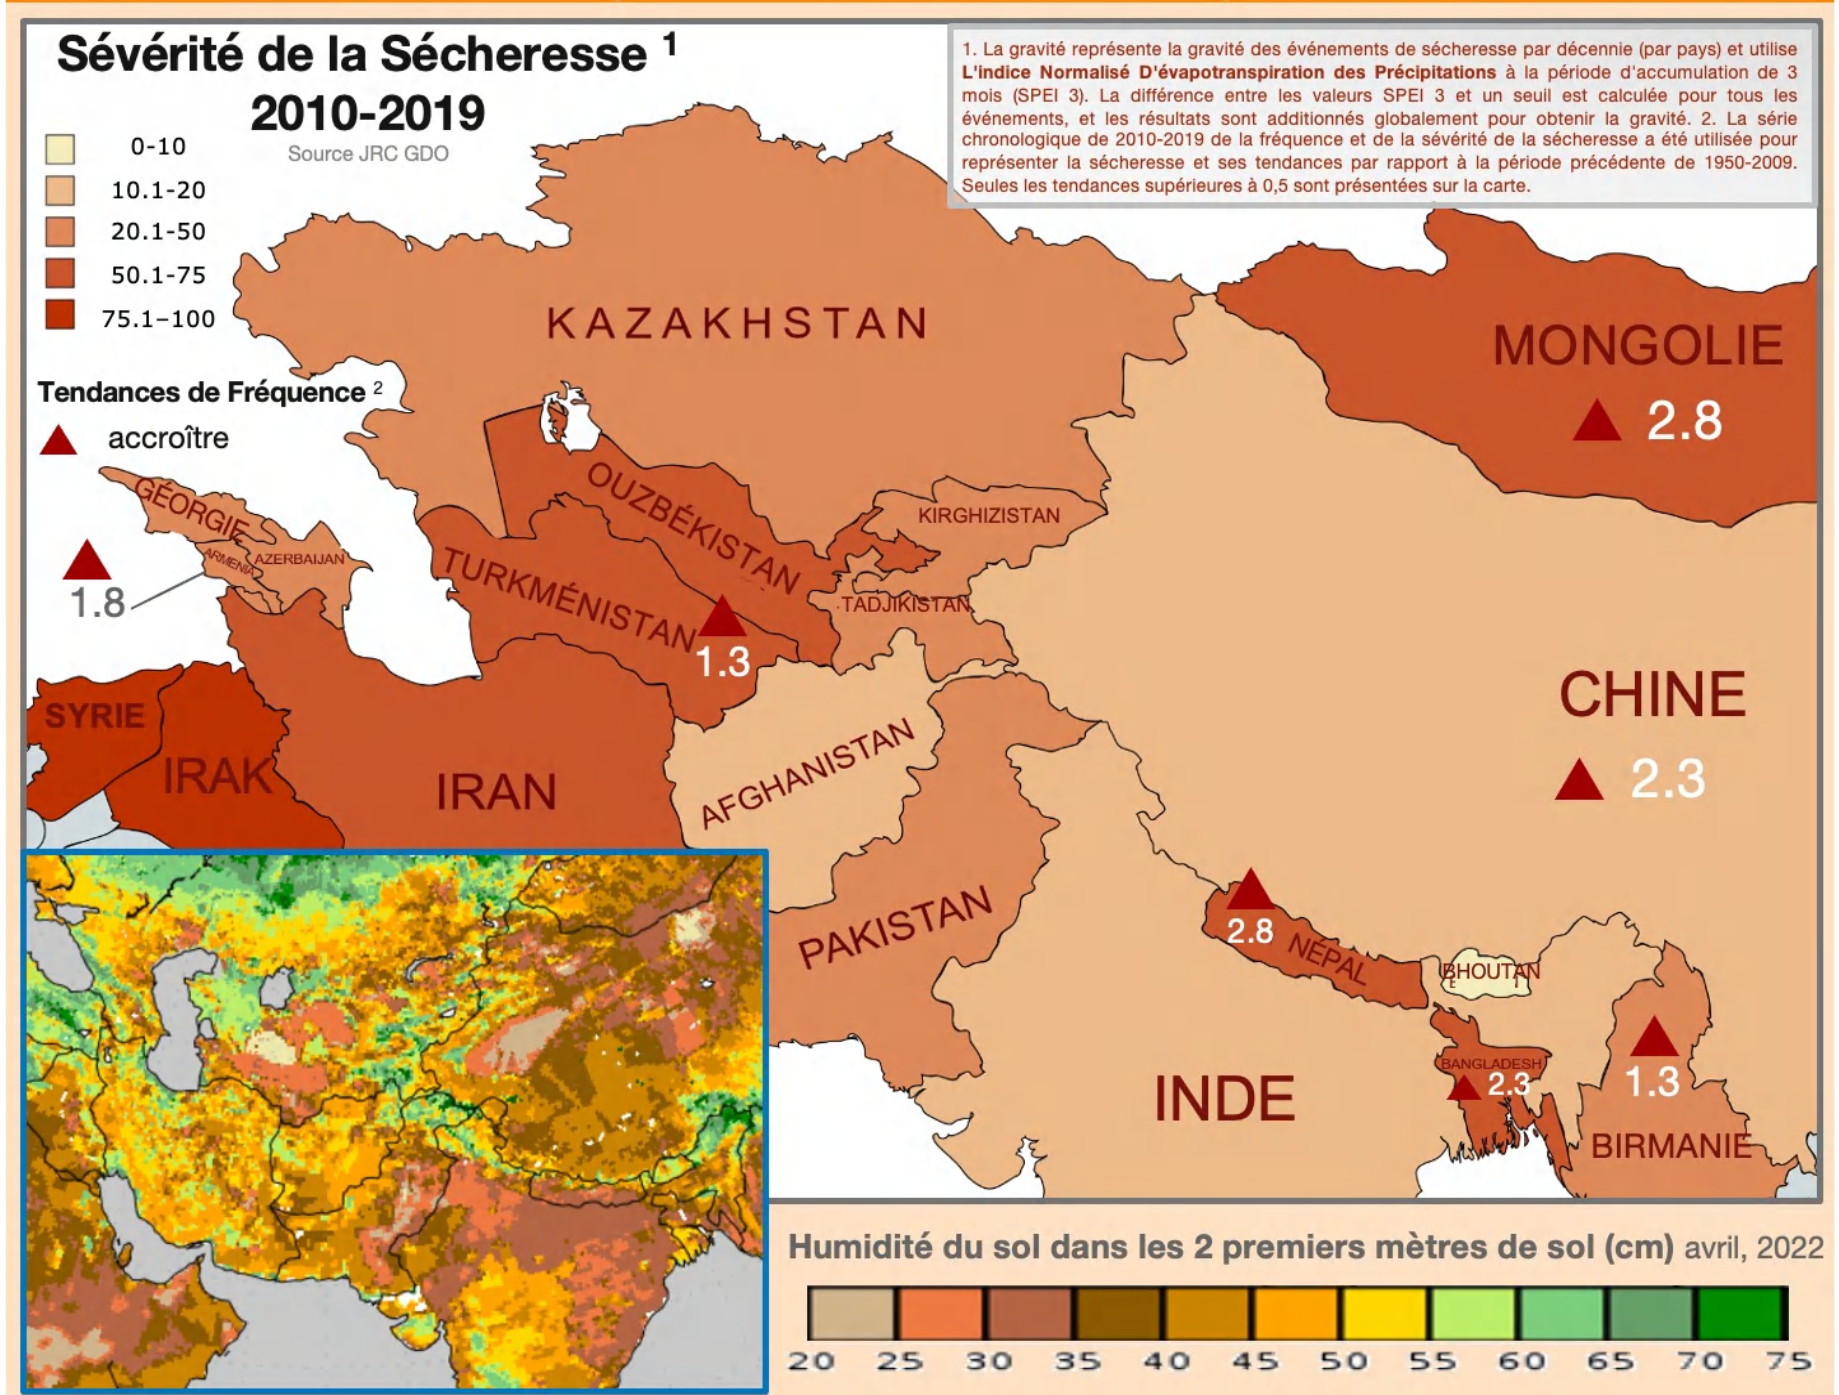 Sévérité de la Sécheresse 1
2010-2019
Source JRC GDO
0-10
10.1-20
20.1-50
50.1-75
75.1–100
Tendances de Fréquence 2
accroître
1. La gravité représente la gravité des événements de sécheresse par décennie (par pays) et utilise
L'indice Normalisé D'évapotranspiration des Précipitations à la période d'accumulation de 3
mois (SPEI 3). La différence entre les valeurs SPEI 3 et un seuil est calculée pour tous les
événements, et les résultats sont additionnés globalement pour obtenir la gravité. 2. La série
chronologique de 2010-2019 de la fréquence et de la sévérité de la sécheresse a été utilisée pour
représenter la sécheresse et ses tendances par rapport à la période précédente de 1950-2009.
Seules les tendances supérieures à 0,5 sont présentées sur la carte.
KAZAKHSTAN
MONGOLIE
2.8
GÉORGIE
ARMENIA
AZERBAIJAN
1.8
OUZBÉKISTAN
KIRGHIZISTAN
TURKMÉNISTAN
1.3
TADJIKISTAN
SYRIE
IRAK
IRAN
AFGHANISTAN
CHINE
2.3
PAKISTAN
2.8
NÉPAL
BHOUTAN
INDE
BANGLADESH
2.3
1.3
BIRMANIE
Humidité du sol dans les 2 premiers mètres de sol (cm) avril, 2022
20 25 30 35 40 45 50 55 60 65 70 75